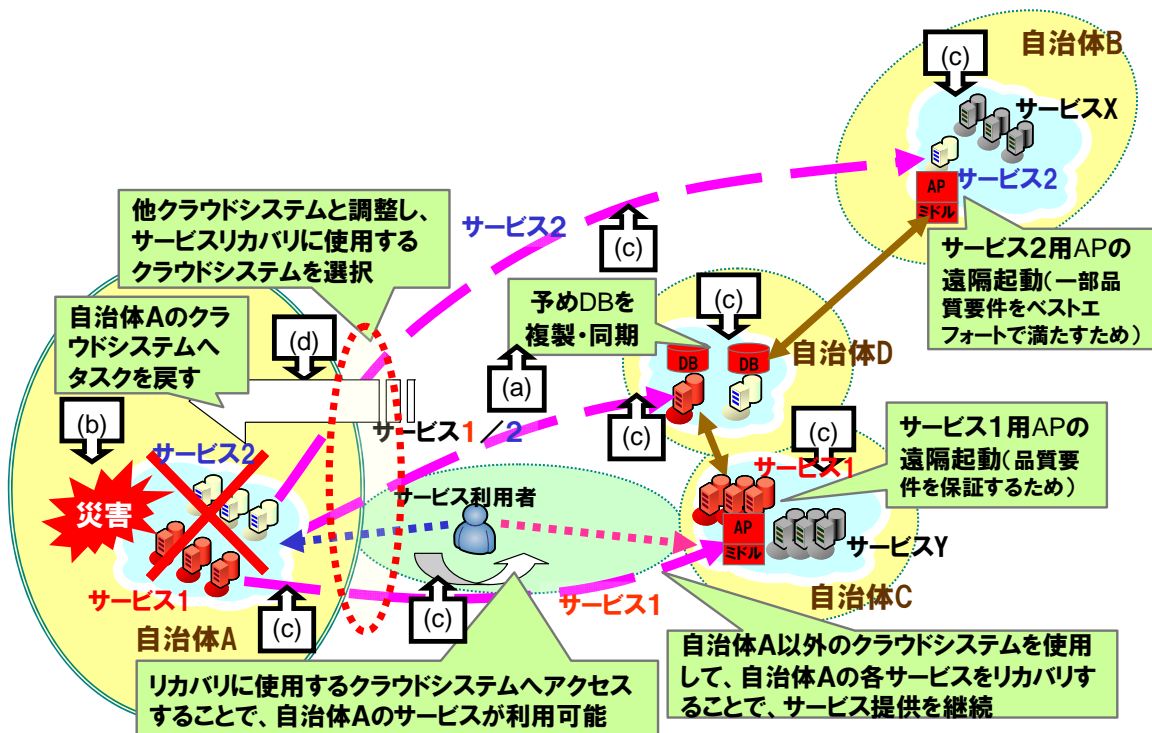 自治体B
(c)
サービスX
サービス2
AP
ミドル
サービス2用APの
遠隔起動(一部品
質要件をベストエ
フォートで満たすため)
他クラウドシステムと調整し、
サービスリカバリに使用する
クラウドシステムを選択
サービス2
(c)
自治体Aのクラ
ウドシステムへ
タスクを戻す
(d)
予めDBを
複製・同期
(c)
DB
DB
自治体D
(a)
(c)
サービス1/2
(b)
サービス2
災害
サービス1
自治体A
(c)
サービス利用者
(c)
サービス1
(c)
サービス1
AP
ミドル
サービスY
自治体C
サービス1用APの
遠隔起動(品質要
件を保証するため)
リカバリに使用するクラウドシステムへアクセス
することで、自治体Aのサービスが利用可能
自治体A以外のクラウドシステムを使用
して、自治体Aの各サービスをリカバリす
ることで、サービス提供を継続